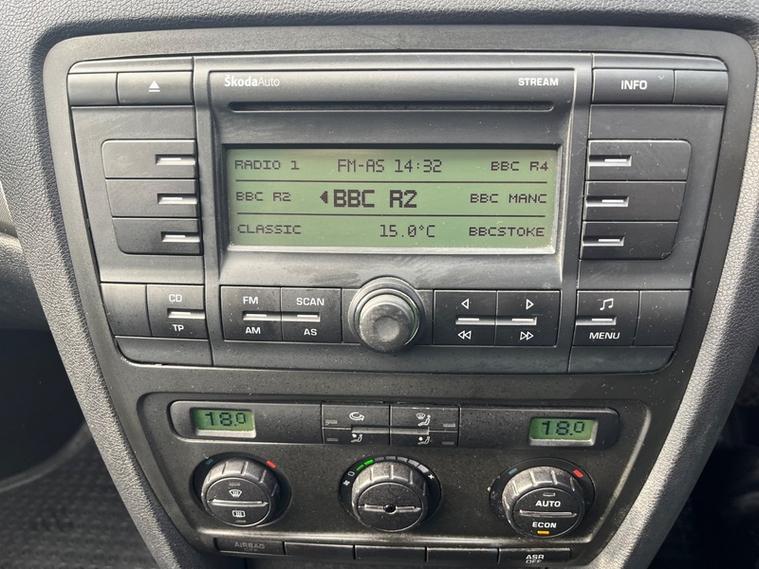 ŠkodaAuto STREAM INFO
RADIO 1 FM-AS 14:32 BBC R4
BBC R2 BBC R2 BBC MANC
CLASSIC 15.0°C BBCSTOKE
CD FM SCAN
TP AM AS MENU
18.0 18.0
AUTO
ECON
AIRBAG ASR
OFF